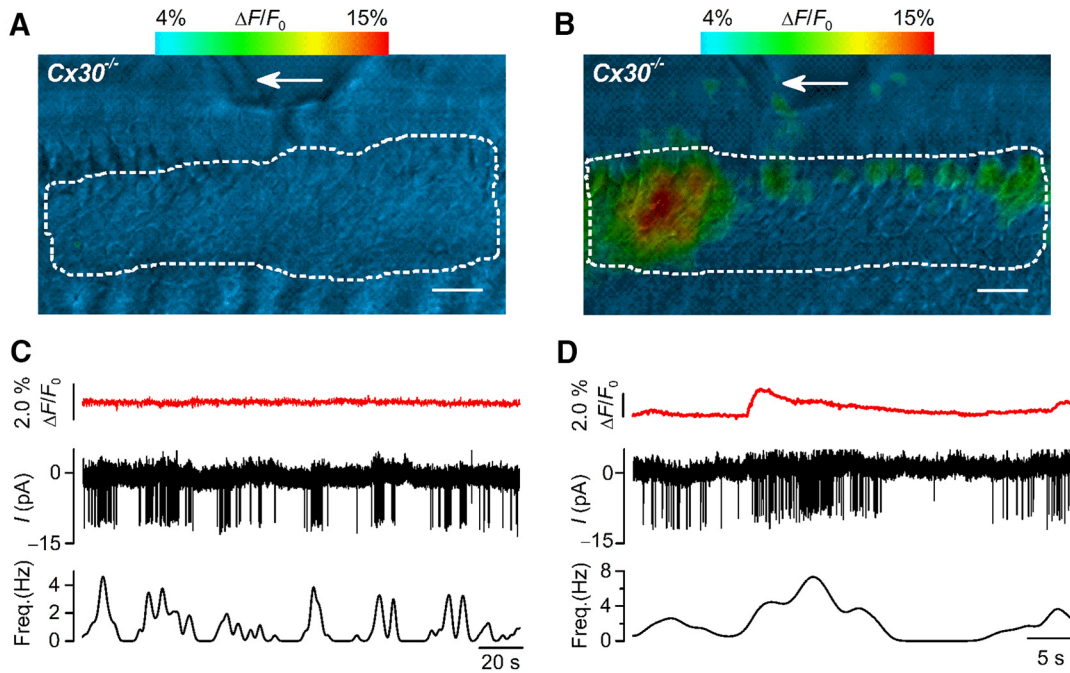 A
4% ΔF/F₀ 15%
Cx30⁻/⁻
B
4% ΔF/F₀ 15%
Cx30⁻/⁻
C
2.0 %
ΔF/F₀
0
I (pA)
−15
4
2
0
Freq.(Hz)
20 s
D
2.0 %
ΔF/F₀
0
I (pA)
−15
8
4
0
Freq.(Hz)
5 s